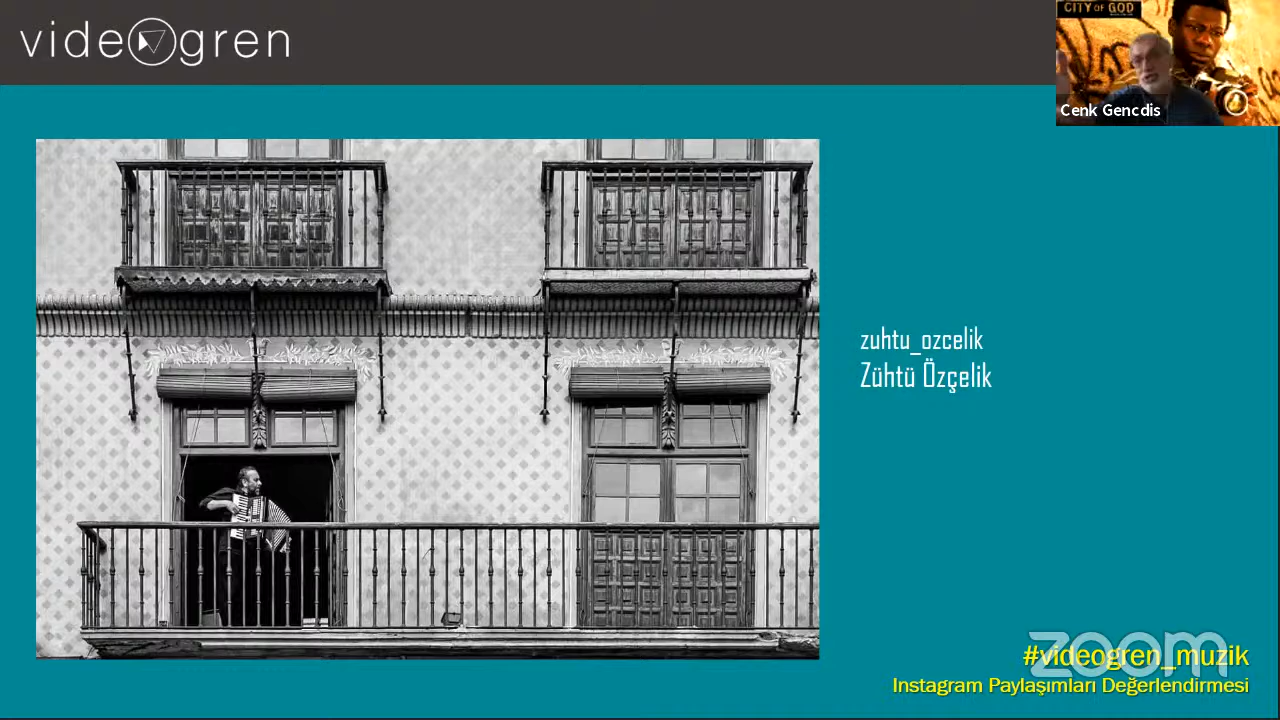 videogren
CITY OF GOD
Cenk Gencdis
zuhtu_ozcelik
Zühtü Özçelik
zoom
#videogren_muzik
Instagram Paylaşımları Değerlendirmesi